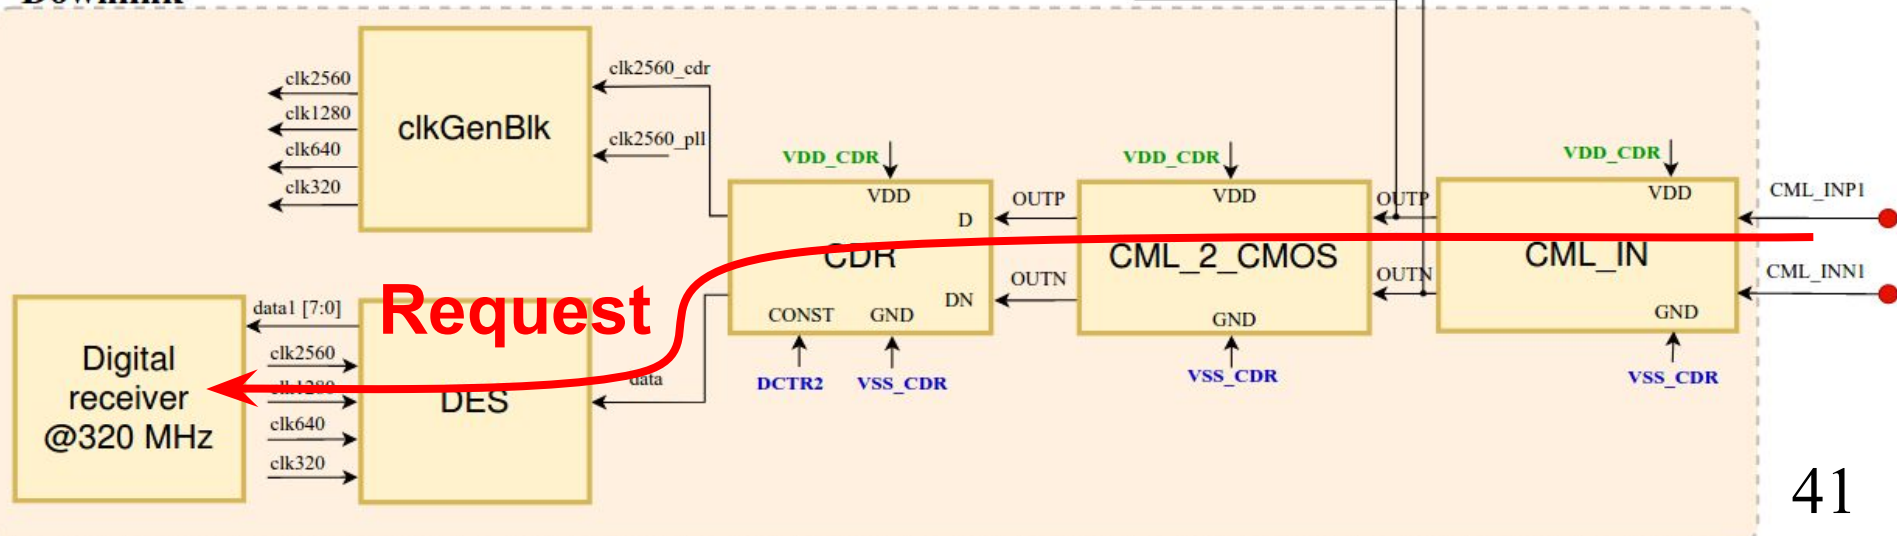 Downlink
clkGenBlk
clk2560
clk1280
clk640
clk320
clk2560_cdr
clk2560_pll
VDD_CDR
VDD
D
CDR
DN
CONST
GND
DCTR2
VSS_CDR
OUTP
OUTN
VDD_CDR
VDD
CML_2_CMOS
GND
VSS_CDR
OUTP
OUTN
VDD_CDR
VDD
CML_IN
GND
VSS_CDR
CML_INP1
CML_INN1
Request
Digital
receiver
@320 MHz
data1 [7:0]
clk2560
clk1280
clk640
clk320
DES
data
41